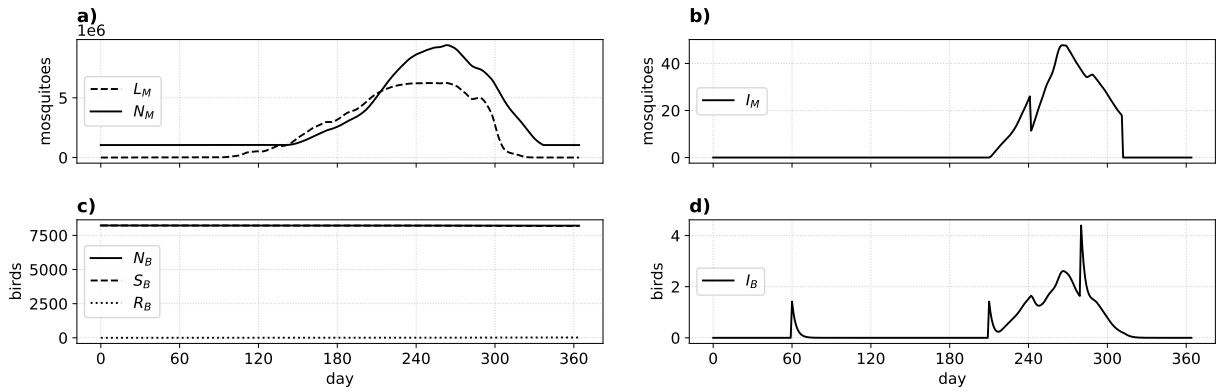 a)
1e6
mosquitoes
5
0
L_M
N_M
b)
mosquitoes
40
20
0
I_M
c)
birds
7500
5000
2500
0
N_B
S_B
R_B
0 60 120 180 240 300 360
day
d)
birds
4
2
0
I_B
0 60 120 180 240 300 360
day